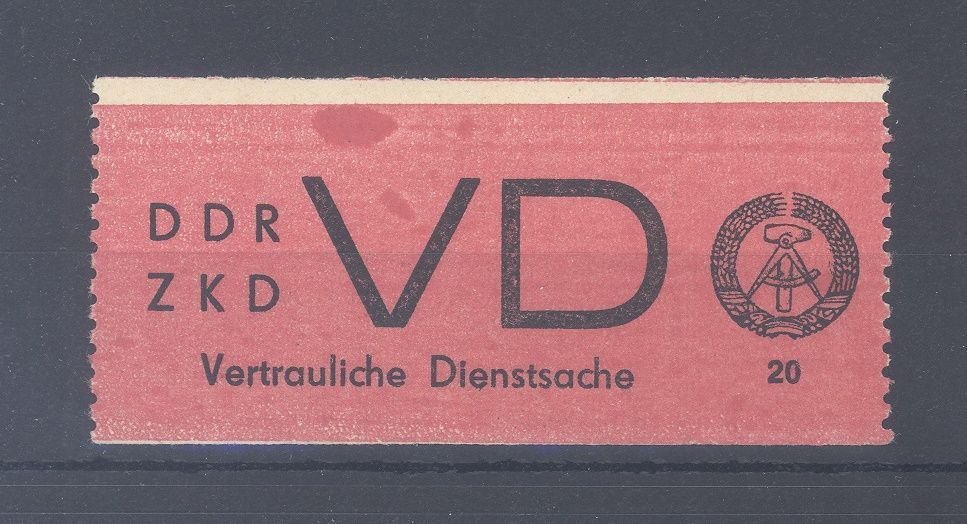 DDR
ZKD
VD
Vertrauliche Dienstsache
20